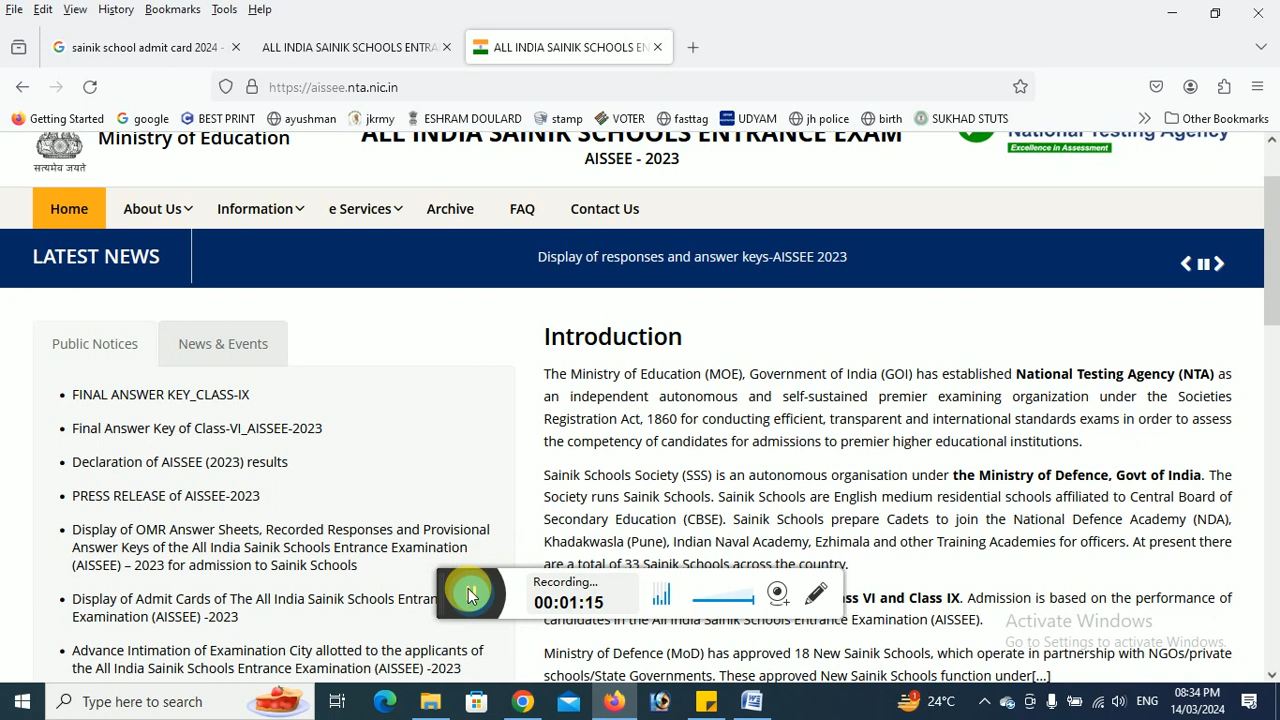 File Edit View History Bookmarks Tools Help
sainik school admit card 2024 -
ALL INDIA SAINIK SCHOOLS ENTRA
ALL INDIA SAINIK SCHOOLS EN
https://aissee.nta.nic.in
Getting Started google BEST PRINT ayushman jkrmy ESHRAM DOULARD stamp VOTER fasttag UDYAM jh police birth SUKHAD STUTS Other Bookmarks
सत्यमेव जयते
Ministry of Education
ALL INDIA SAINIK SCHOOLS ENTRANCE EXAM
AISSEE - 2023
National Testing Agency
Excellence in Assessment
Home About Us Information e Services Archive FAQ Contact Us
LATEST NEWS
Display of responses and answer keys-AISSEE 2023
Public Notices News & Events
FINAL ANSWER KEY_CLASS-IX
Final Answer Key of Class-VI_AISSEE-2023
Declaration of AISSEE (2023) results
PRESS RELEASE of AISSEE-2023
Display of OMR Answer Sheets, Recorded Responses and Provisional
Answer Keys of the All India Sainik Schools Entrance Examination
(AISSEE) – 2023 for admission to Sainik Schools
Display of Admit Cards of The All India Sainik Schools Entr
Examination (AISSEE) -2023
Advance Intimation of Examination City allotted to the applicants of
the All India Sainik Schools Entrance Examination (AISSEE) -2023
Introduction
The Ministry of Education (MOE), Government of India (GOI) has established National Testing Agency (NTA) as
an independent autonomous and self-sustained premier examining organization under the Societies
Registration Act, 1860 for conducting efficient, transparent and international standards exams in order to assess
the competency of candidates for admissions to premier higher educational institutions.
Sainik Schools Society (SSS) is an autonomous organisation under the Ministry of Defence, Govt of India. The
Society runs Sainik Schools. Sainik Schools are English medium residential schools affiliated to Central Board of
Secondary Education (CBSE). Sainik Schools prepare Cadets to join the National Defence Academy (NDA),
Khadakwasla (Pune), Indian Naval Academy, Ezhimala and other Training Academies for officers. At present there
are a total of 33 Sainik Schools across the country.
ss VI and Class IX. Admission is based on the performance of
candidates in the All India Sainik Schools Entrance Examination (AISSEE).
Ministry of Defence (MoD) has approved 18 New Sainik Schools, which operate in partnership with NGOs/private
schools/State Governments. These approved New Sainik Schools function under[...]
Recording...
00:01:15
Activate Windows
Go to Settings to activate Windows.
Type here to search
24°C
ENG
08:34 PM
14/03/2024